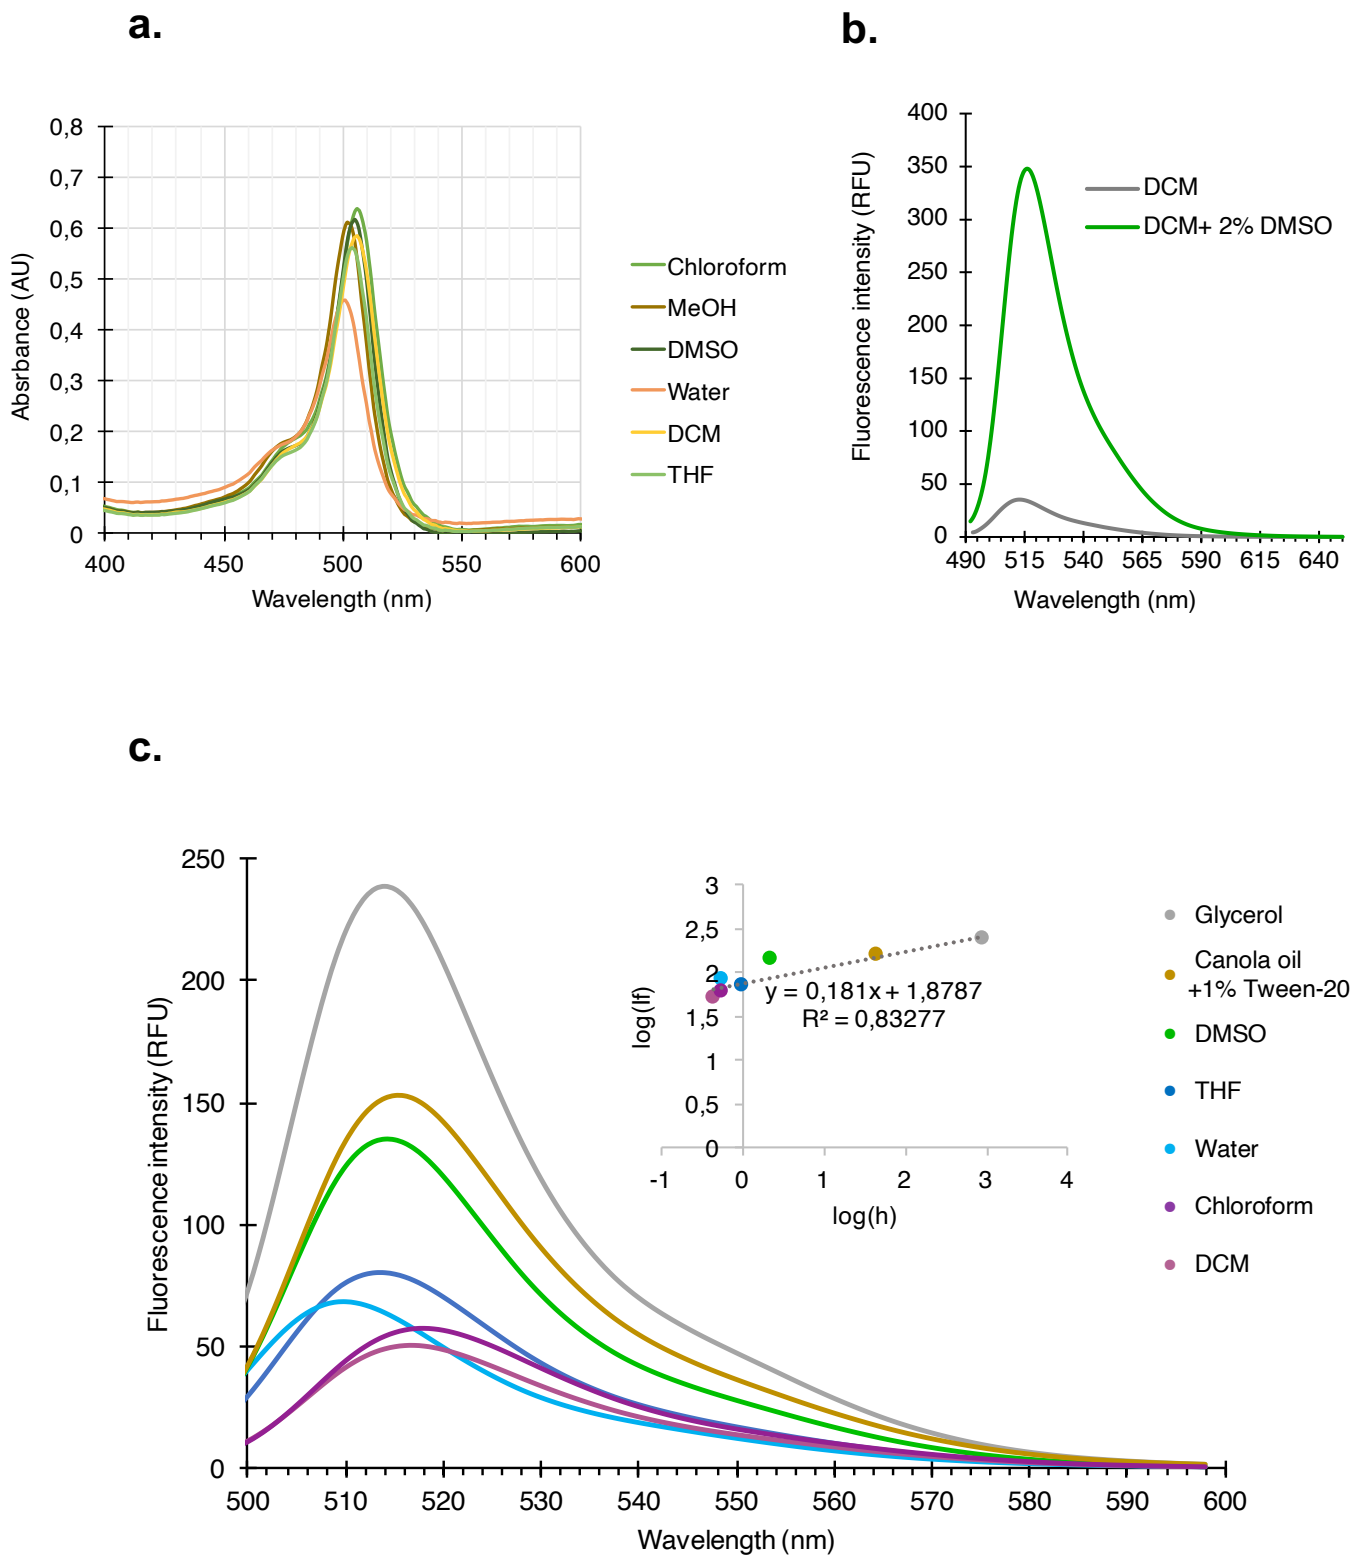 a.
0,8
0,7
0,6
0,5
0,4
0,3
0,2
0,1
0
400
450
500
550
600
Absrbance (AU)
Wavelength (nm)
Chloroform
MeOH
DMSO
Water
DCM
THF
b.
400
350
300
250
200
150
100
50
0
490
515
540
565
590
615
640
Fluorescence intensity (RFU)
Wavelength (nm)
DCM
DCM+ 2% DMSO
c.
250
200
150
100
50
0
500
510
520
530
540
550
560
570
580
590
600
Fluorescence intensity (RFU)
Wavelength (nm)
3
2,5
2
1,5
1
0,5
0
-1
0
1
2
3
4
log(If)
log(h)
y = 0,181x + 1,8787
R² = 0,83277
Glycerol
Canola oil
+1% Tween-20
DMSO
THF
Water
Chloroform
DCM